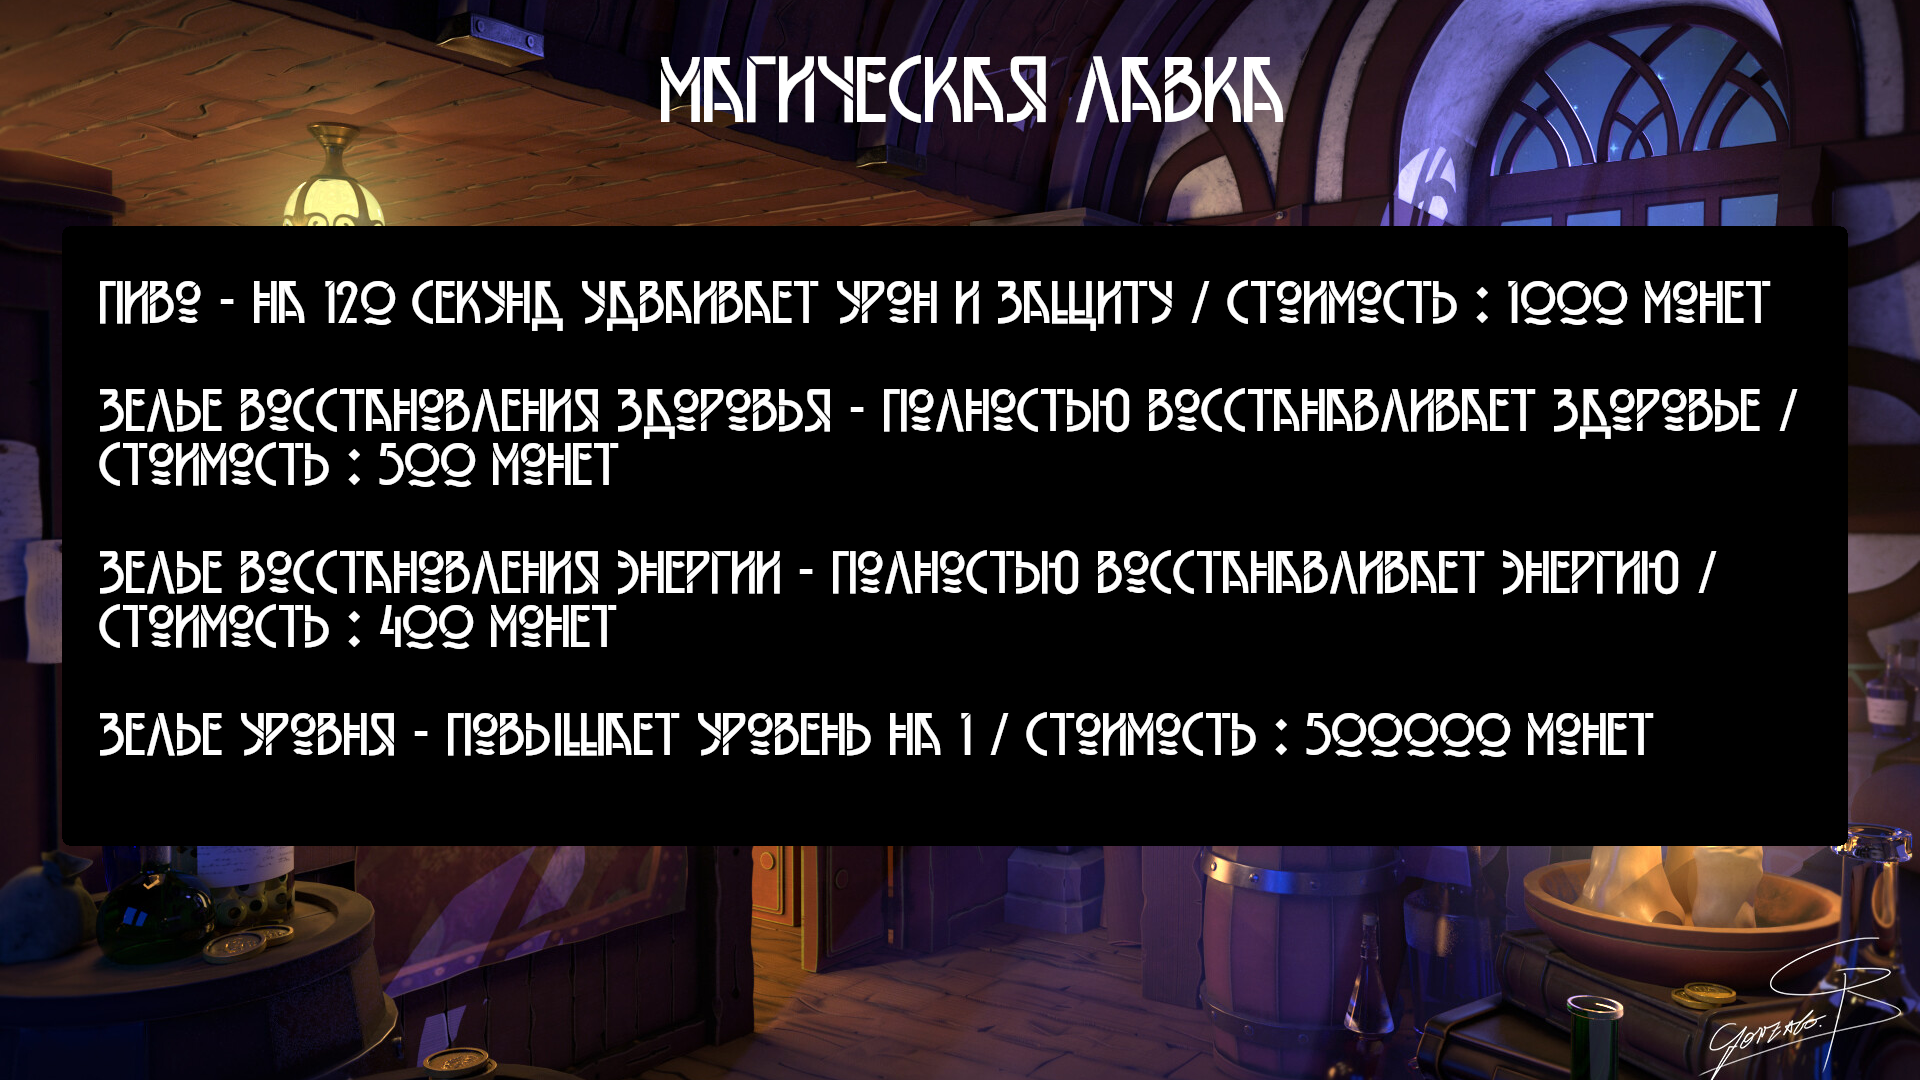 МАГИЧЕСКАЯ ЛАВКА
ПИВО - НА 120 СЕКУНД УДВАИВАЕТ УРОН И ЗАЩИТУ / СТОИМОСТЬ : 1000 МОНЕТ
ЗЕЛЬЕ ВОССТАНОВЛЕНИЯ ЗДОРОВЬЯ - ПОЛНОСТЬЮ ВОССТАНАВЛИВАЕТ ЗДОРОВЬЕ /
СТОИМОСТЬ : 500 МОНЕТ
ЗЕЛЬЕ ВОССТАНОВЛЕНИЯ ЭНЕРГИИ - ПОЛНОСТЬЮ ВОССТАНАВЛИВАЕТ ЭНЕРГИЮ /
СТОИМОСТЬ : 400 МОНЕТ
ЗЕЛЬЕ УРОВНЯ - ПОВЫШАЕТ УРОВЕНЬ НА 1 / СТОИМОСТЬ : 500000 МОНЕТ
GONZALO.